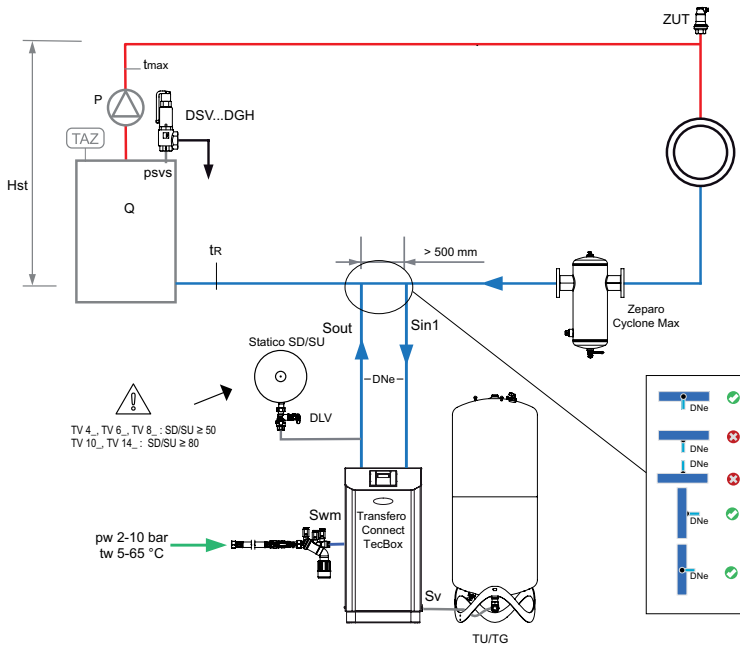 ZUT
tmax
P
DSV...DGH
TAZ
psvs
Hst
Q
tR
> 500 mm
Zeparo
Cyclone Max
Sout
Sin1
Statico SD/SU
DNe
DLV
TV 4_, TV 6_, TV 8_ : SD/SU ≥ 50
TV 10_, TV 14_ : SD/SU ≥ 80
Swm
Transfero
Connect
TecBox
pw 2-10 bar
tw 5-65 °C
Sv
TU/TG
DNe
DNe
DNe
DNe
DNe